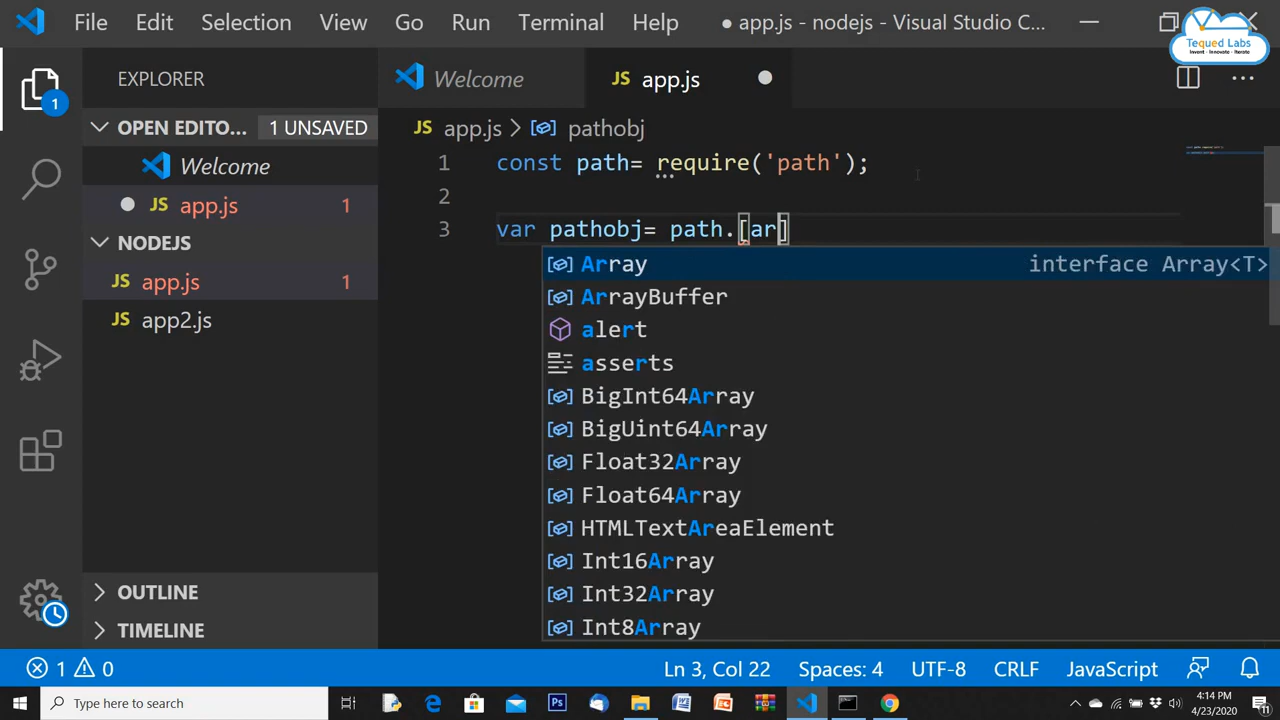 File Edit Selection View Go Run Terminal Help ● app.js - nodejs - Visual Studio C...
Tequed Labs
Invent - Innovate - Iterate
EXPLORER
Welcome
JS app.js
1
OPEN EDITO... 1 UNSAVED
Welcome
JS app.js 1
NODEJS
JS app.js 1
JS app2.js
OUTLINE
TIMELINE
JS app.js > pathobj
1 const path= require('path');
2
3 var pathobj= path.[ar]
Array interface Array<T>
ArrayBuffer
alert
asserts
BigInt64Array
BigUint64Array
Float32Array
Float64Array
HTMLTextAreaElement
Int16Array
Int32Array
Int8Array
1 0 Ln 3, Col 22 Spaces: 4 UTF-8 CRLF JavaScript
Type here to search
4:14 PM
4/23/2020